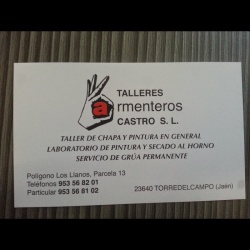 TALLERES
armenteros
CASTRO S. L.
TALLER DE CHAPA Y PINTURA EN GENERAL
LABORATORIO DE PINTURA Y SECADO AL HORNO
SERVICIO DE GRÚA PERMANENTE
Polígono Los Llanos, Parcela 13
Teléfonos 953 56 82 01
Particular 953 56 81 02
23640 TORREDELCAMPO (Jaén)